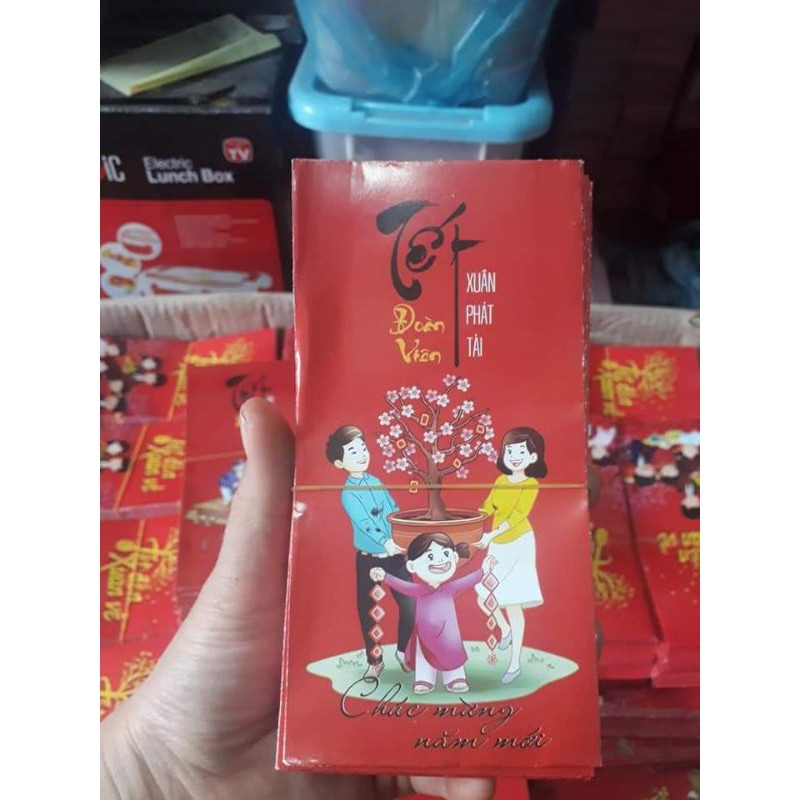 Electric
Lunch Box
TV
Tết
Đoàn
Viên
XUÂN
PHÁT
TÀI
Chúc mừng
năm mới